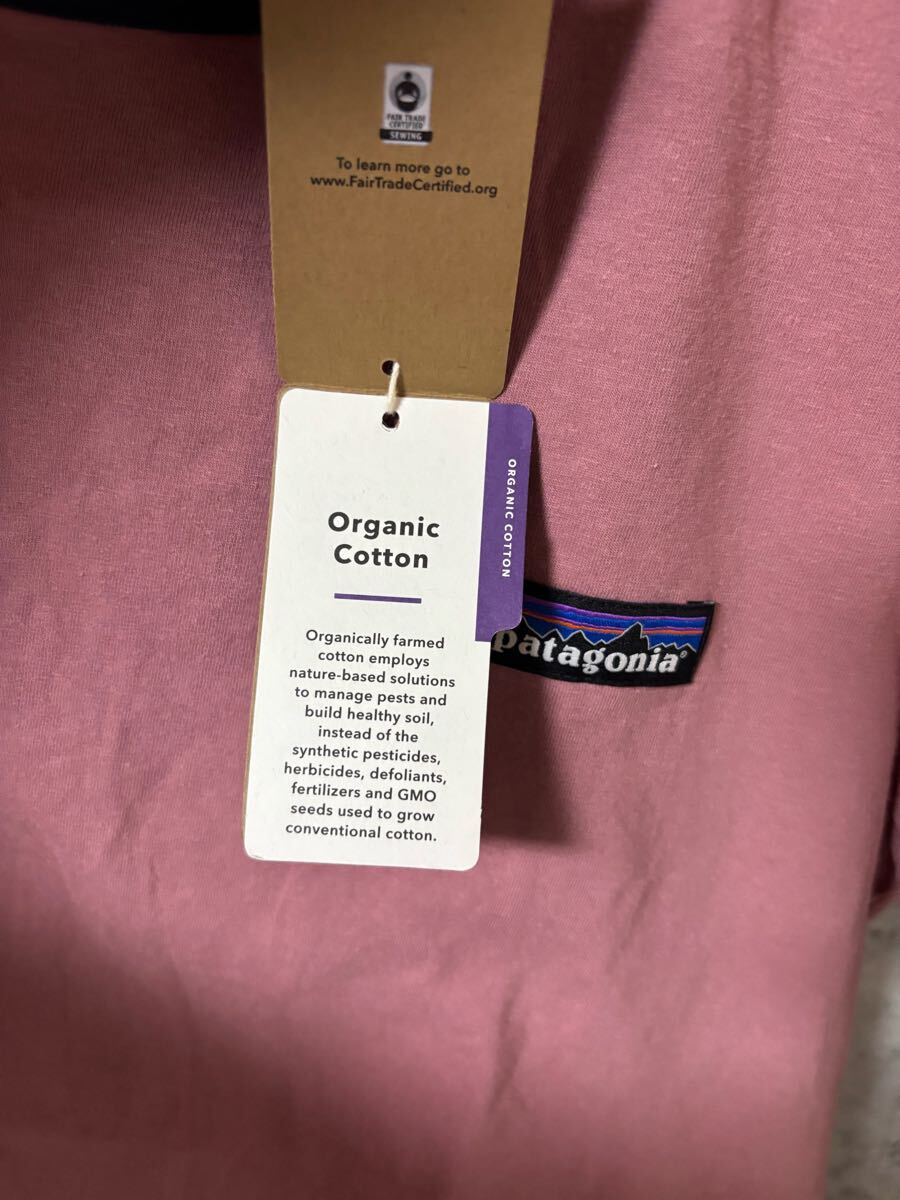 FAIR TRADE
CERTIFIED
SEWING
To learn more go to
www.FairTradeCertified.org
Organic
Cotton
ORGANIC COTTON
Organically farmed
cotton employs
nature-based solutions
to manage pests and
build healthy soil,
instead of the
synthetic pesticides,
herbicides, defoliants,
fertilizers and GMO
seeds used to grow
conventional cotton.
patagonia®